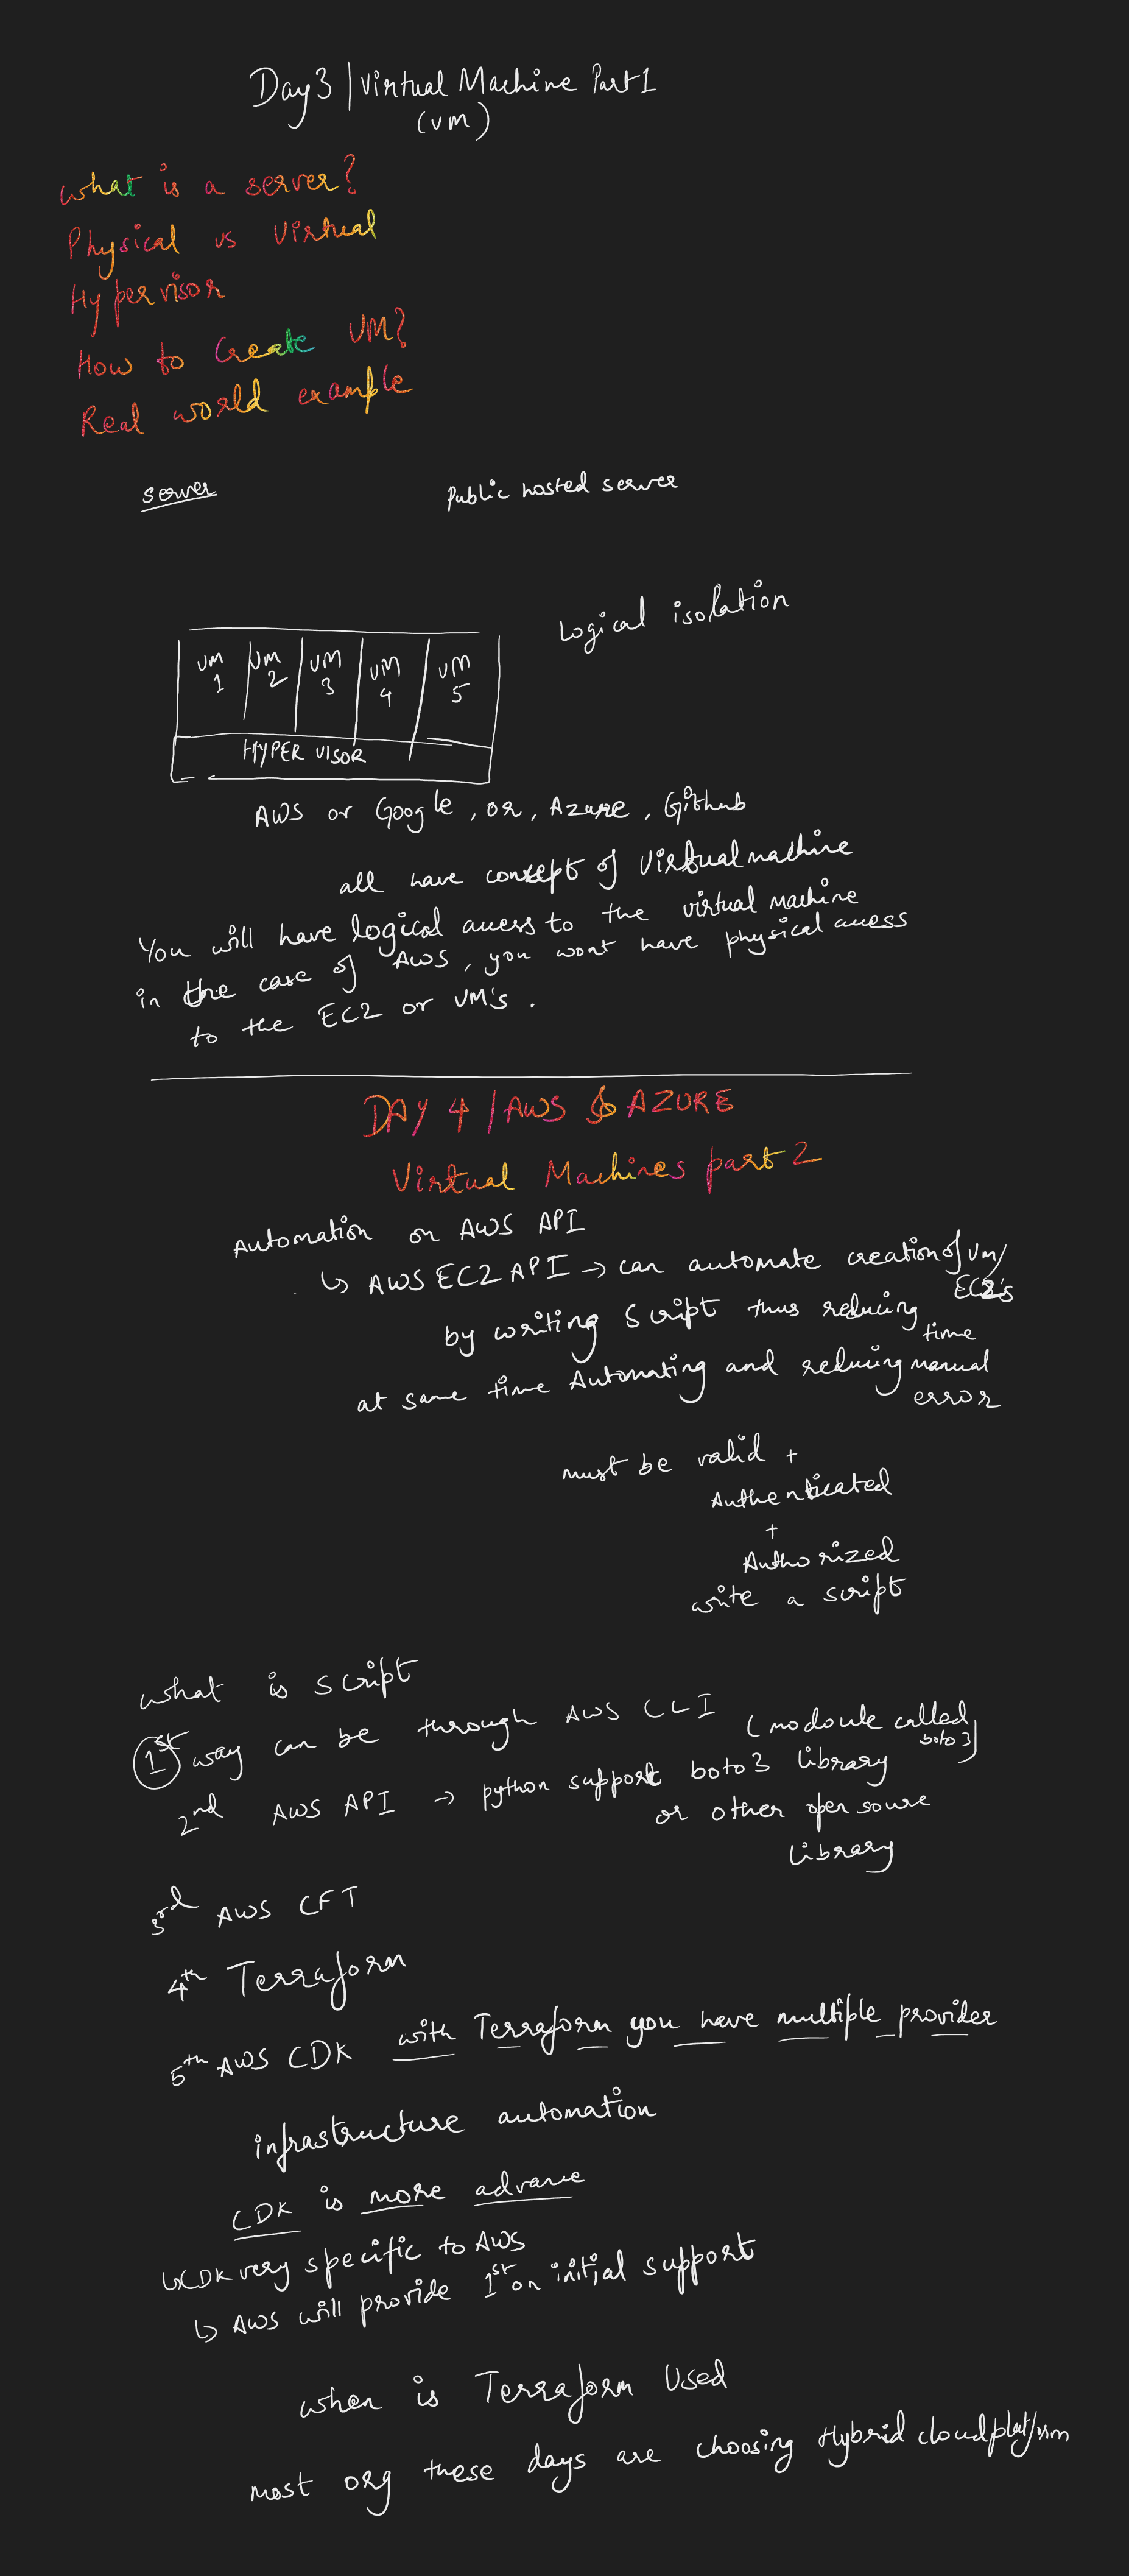 Day 3 | Virtual Machine Part 1
(VM)
What is a server?
Physical vs Virtual
Hypervisor
How to Create VM?
Real world example
Server
Public hosted server
Logical isolation
VM 1 VM 2 VM 3 VM 4 VM 5
HYPER VISOR
AWS or Google, or, Azure, Github
all have consept of Virtual machine
You will have logical access to the virtual machine
in the case of AWS, you wont have physical access
to the EC2 or VM's.
DAY 4 / AWS & AZURE
Virtual Machines part 2
Automation on AWS API
↳ AWS EC2 API → can automate creation of VM/
EC2's
by writing Script thus reducing
time
at same time Automating and reducing manual
error
must be valid +
Authenticated
+
Authorized
write a script
what is script
1st way can be through AWS CLI (module called
boto3)
2nd AWS API → python support boto3 library
or other open source
library
3rd AWS CFT
4th Terraform
5th AWS CDK with Terraform you have multiple provider
infrastructure automation
CDK is more advance
↳ CDK very specific to AWS
↳ AWS will provide 1st or initial support
when is Terraform Used
most org these days are choosing Hybrid cloud platform